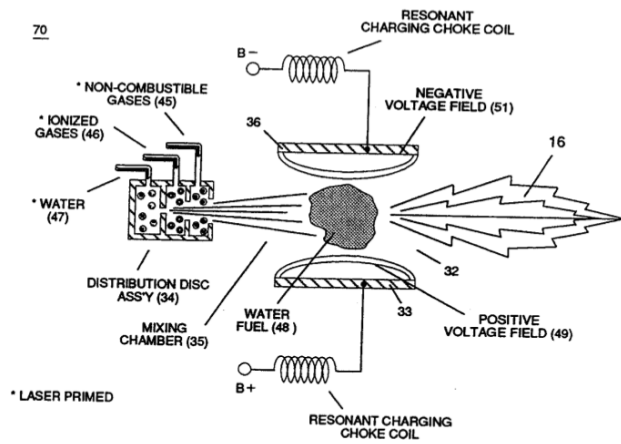 70
RESONANT
CHARGING CHOKE COIL
B-
* NON-COMBUSTIBLE
GASES (45)
* IONIZED
GASES (46)
* WATER
(47)
NEGATIVE
VOLTAGE FIELD (51)
36
16
DISTRIBUTION DISC
ASS'Y (34)
MIXING
CHAMBER (35)
WATER
FUEL (48)
32
33
POSITIVE
VOLTAGE FIELD (49)
B+
* LASER PRIMED
RESONANT CHARGING
CHOKE COIL